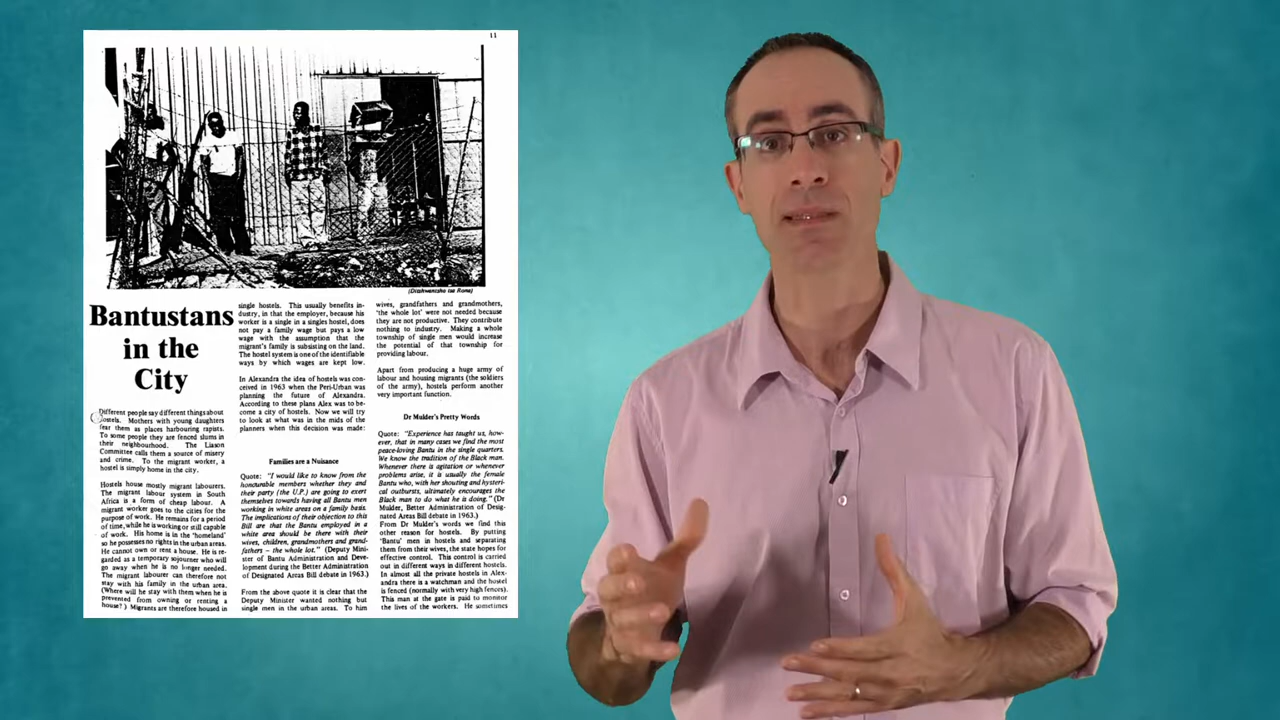 11
(Ditshwantsho tsa Rona)
Bantustans
in the
City
Different people say different things about
hostels. Mothers with young daughters
fear them as places harbouring rapists.
To some people they are fenced slums in
their neighbourhood. The Liason
Committee calls them a source of misery
and crime. To the migrant worker, a
hostel is simply home in the city.
Hostels house mostly migrant labourers.
The migrant labour system in South
Africa is a form of cheap labour. A
migrant worker goes to the cities for the
purpose of work. He remains for a period
of time, while he is working or still capable
of work. His home is in the 'homeland'
so he possesses no rights in the urban areas.
He cannot own or rent a house. He is re-
garded as a temporary sojourner who will
go away when he is no longer needed.
The migrant labourer can therefore not
stay with his family in the urban area.
(Where will he stay with them when he is
prevented from owning or renting a
house?) Migrants are therefore housed in
single hostels. This usually benefits in-
dustry, in that the employer, because his
worker is a single in a singles hostel, does
not pay a family wage but pays a low
wage with the assumption that the
migrant's family is subsisting on the land.
The hostel system is one of the identifiable
ways by which wages are kept low.
In Alexandra the idea of hostels was con-
ceived in 1963 when the Peri-Urban was
planning the future of Alexandra.
According to these plans Alex was to be-
come a city of hostels. Now we will try
to look at what was in the mids of the
planners when this decision was made:
Families are a Nuisance
Quote: "I would like to know from the
honourable members whether they and
their party (the U.P.) are going to exert
themselves towards having all Bantu men
working in white areas on a family basis.
The implications of their objection to this
Bill are that the Bantu employed in a
white area should be there with their
wives, children, grandmothers and grand-
fathers – the whole lot." (Deputy Mini-
ster of Bantu Administration and Deve-
lopment during the Better Administration
of Designated Areas Bill debate in 1963.)
From the above quote it is clear that the
Deputy Minister wanted nothing but
single men in the urban areas. To him
wives, grandfathers and grandmothers,
'the whole lot' were not needed because
they are not productive. They contribute
nothing to industry. Making a whole
township of single men would increase
the potential of that township for
providing labour.
Apart from producing a huge army of
labour and housing migrants (the soldiers
of the army), hostels perform another
very important function.
Dr Mulder's Pretty Words
Quote: "Experience has taught us, how-
ever, that in many cases we find the most
peace-loving Bantu in the single quarters.
We know the tradition of the Black man.
Whenever there is agitation or whenever
problems arise, it is usually the female
Bantu who, with her shouting and hysteri-
cal outbursts, ultimately encourages the
Black man to do what he is doing." (Dr
Mulder, Better Administration of Desig-
nated Areas Bill debate in 1963.)
From Dr Mulder's words we find this
other reason for hostels. By putting
'Bantu' men in hostels and separating
them from their wives, the state hopes for
effective control. This control is carried
out in different ways in different hostels.
In almost all the private hostels in Alex-
andra there is a watchman and the hostel
is fenced (normally with very high fences).
This man at the gate is paid to monitor
the lives of the workers. He sometimes